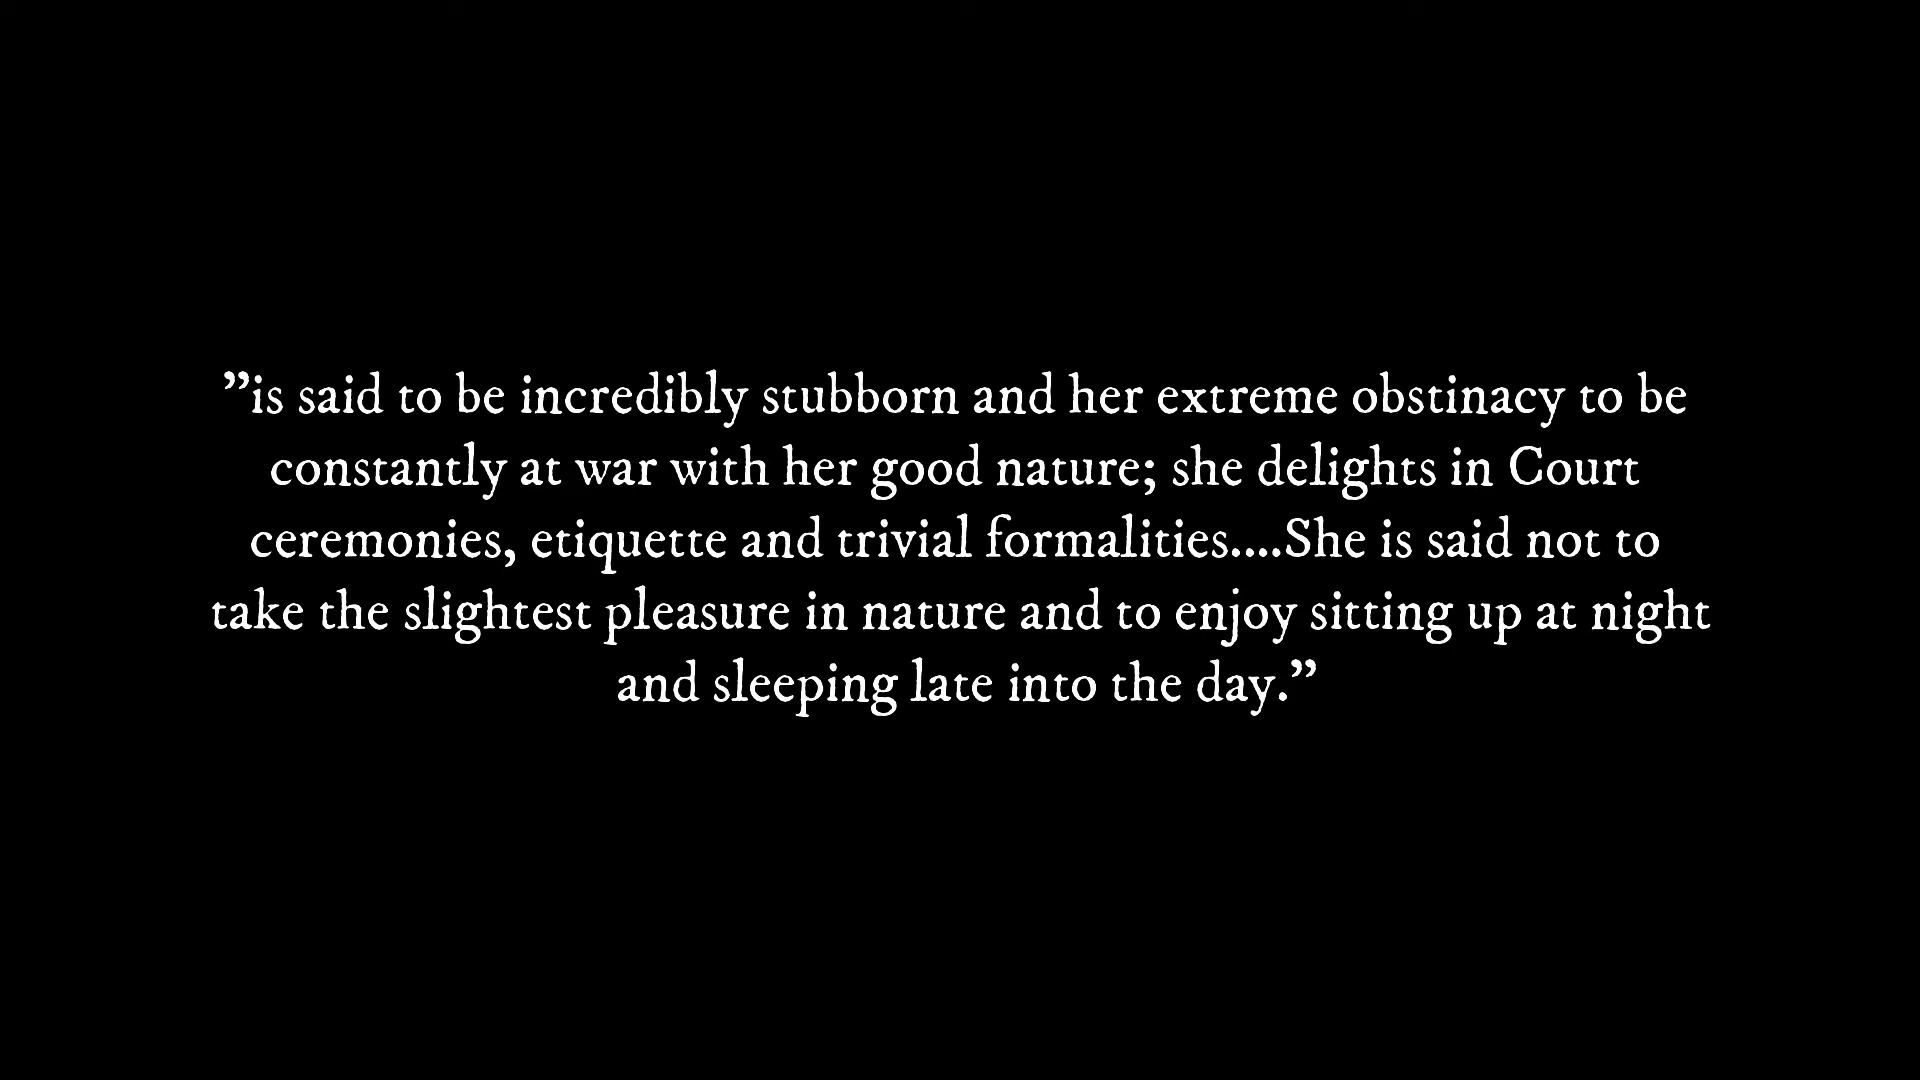 ”is said to be incredibly stubborn and her extreme obstinacy to be
constantly at war with her good nature; she delights in Court
ceremonies, etiquette and trivial formalities....She is said not to
take the slightest pleasure in nature and to enjoy sitting up at night
and sleeping late into the day.”